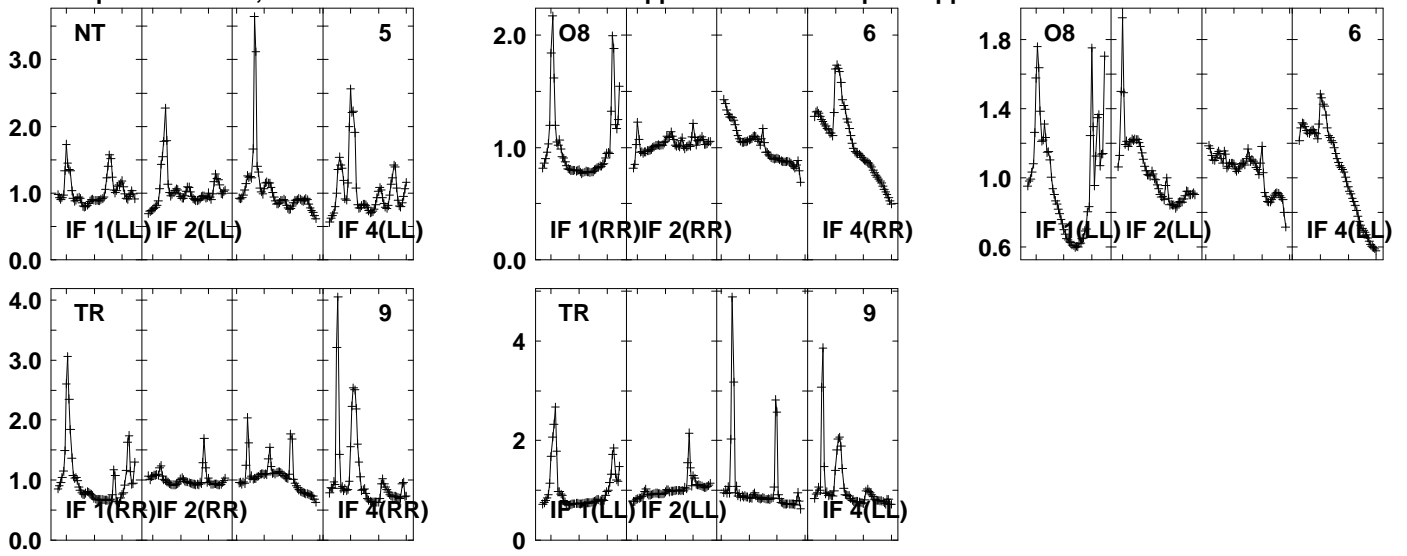 NT 5
3.0
2.0
1.0
0.0
IF 1(LL) IF 2(LL) IF 4(LL)
O8 6
2.0
1.0
0.0
IF 1(RR) IF 2(RR) IF 4(RR)
O8 6
1.8
1.4
1.0
0.6
IF 1(LL) IF 2(LL) IF 4(LL)
TR 9
4.0
3.0
2.0
1.0
0.0
IF 1(RR) IF 2(RR) IF 4(RR)
TR 9
4
2
0
IF 1(LL) IF 2(LL) IF 4(LL)